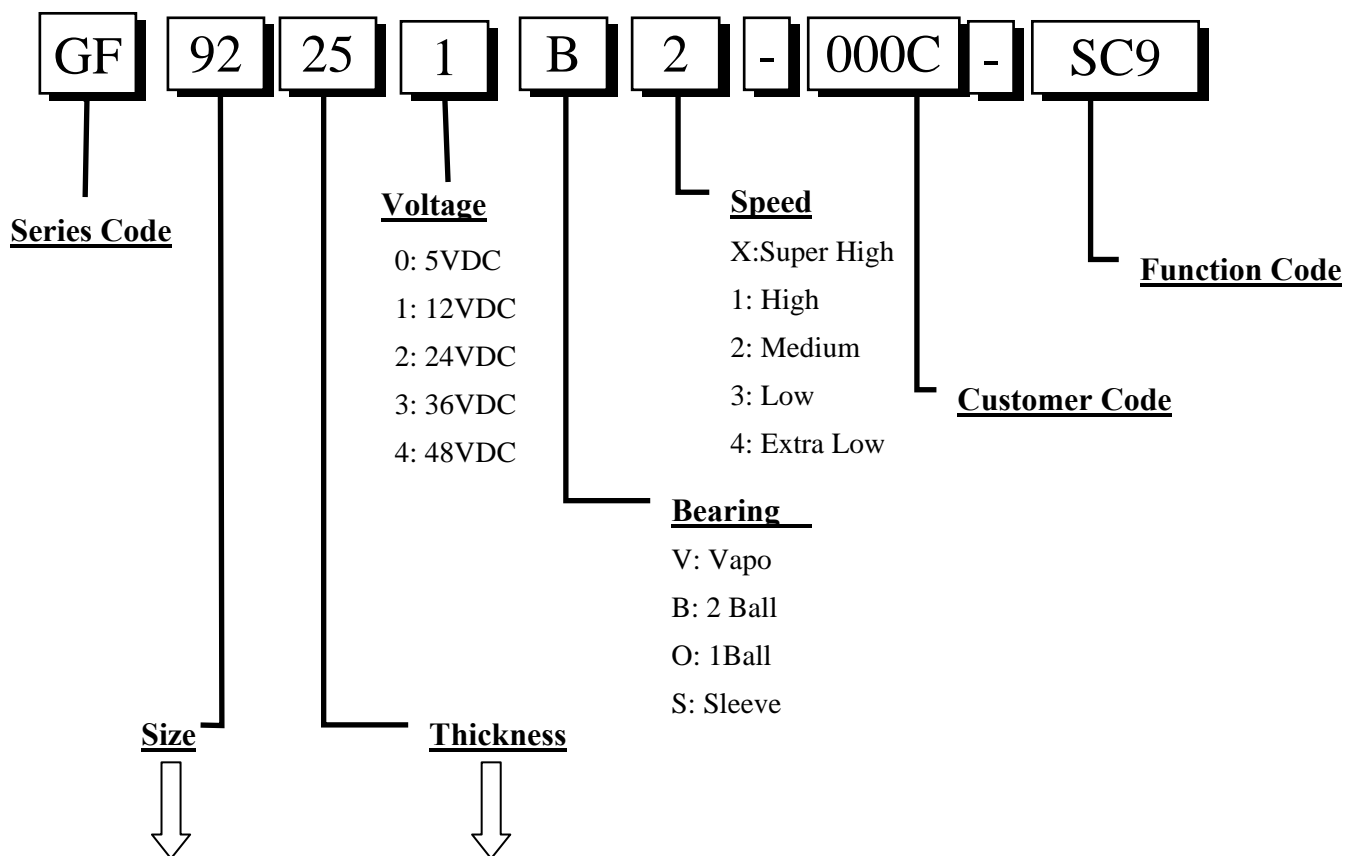 GF 92 25 1 B 2 - 000C - SC9
Series Code
Voltage
0: 5VDC
1: 12VDC
2: 24VDC
3: 36VDC
4: 48VDC
Speed
X:Super High
1: High
2: Medium
3: Low
4: Extra Low
Function Code
Customer Code
Bearing
V: Vapo
B: 2 Ball
O: 1Ball
S: Sleeve
Size
Thickness